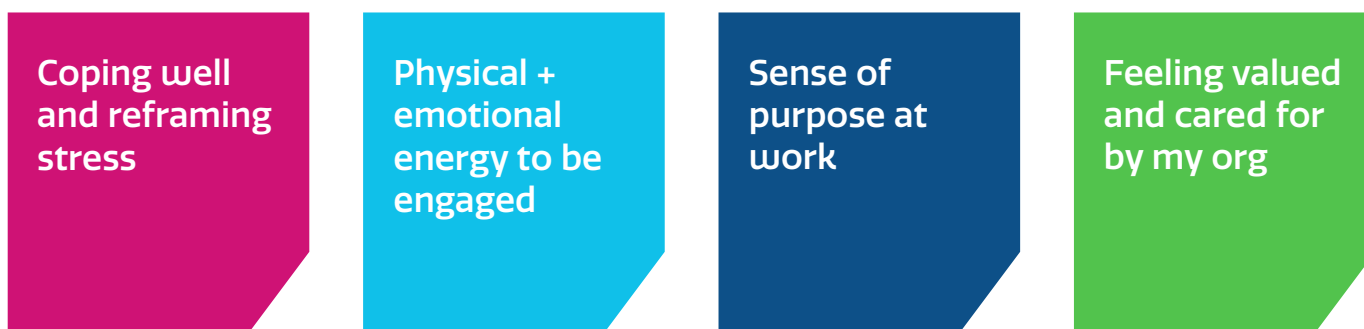 Coping well
and reframing
stress
Physical +
emotional
energy to be
engaged
Sense of
purpose at
work
Feeling valued
and cared for
by my org